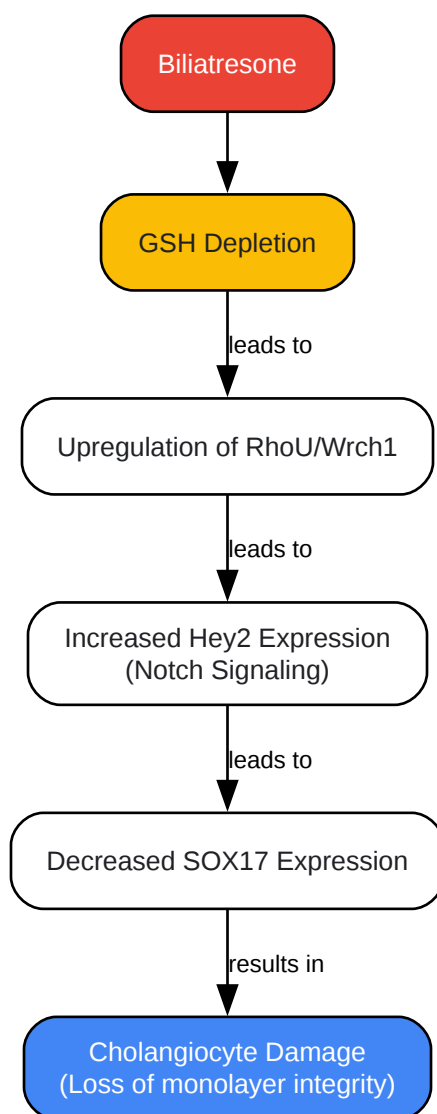 Biliatresone
GSH Depletion
leads to
Upregulation of RhoU/Wrch1
leads to
Increased Hey2 Expression
(Notch Signaling)
leads to
Decreased SOX17 Expression
results in
Cholangiocyte Damage
(Loss of monolayer integrity)